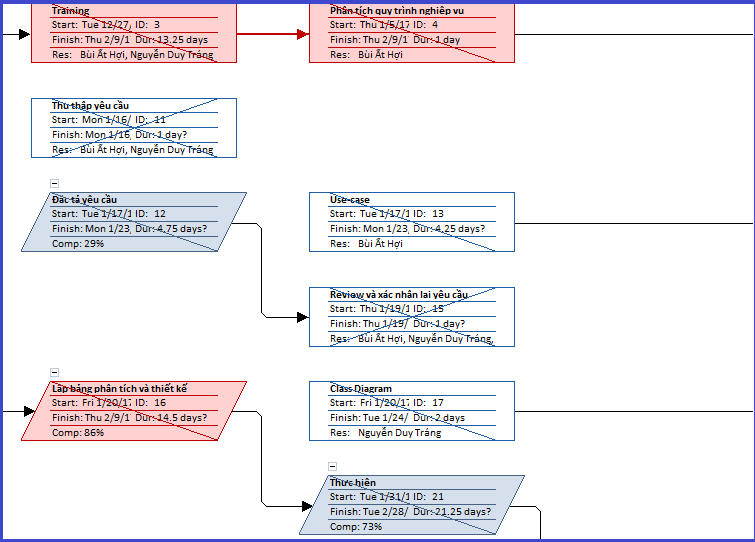 Training
Start: Tue 12/27, ID: 3
Finish: Thu 2/9/1 Dur: 13.25 days
Res: Bùi Ất Hợi, Nguyễn Duy Tráng
Phân tích quy trình nghiệp vụ
Start: Thu 1/5/17 ID: 4
Finish: Thu 2/9/1 Dur: 1 day
Res: Bùi Ất Hợi
Thu thập yêu cầu
Start: Mon 1/16/ ID: 11
Finish: Mon 1/16, Dur: 1 day?
Res: Bùi Ất Hợi, Nguyễn Duy Tráng
Đặc tả yêu cầu
Start: Tue 1/17/1 ID: 12
Finish: Mon 1/23, Dur: 4.75 days?
Comp: 29%
Use-case
Start: Tue 1/17/1 ID: 13
Finish: Mon 1/23, Dur: 4.25 days?
Res: Bùi Ất Hợi
Review và xác nhận lại yêu cầu
Start: Thu 1/19/1 ID: 15
Finish: Thu 1/19/ Dur: 1 day?
Res: Bùi Ất Hợi, Nguyễn Duy Tráng,
Lập bảng phân tích và thiết kế
Start: Fri 1/20/17 ID: 16
Finish: Thu 2/9/1 Dur: 14.5 days?
Comp: 86%
Class Diagram
Start: Fri 1/20/17 ID: 17
Finish: Tue 1/24/ Dur: 2 days
Res: Nguyễn Duy Tráng
Thực hiện
Start: Tue 1/31/1 ID: 21
Finish: Tue 2/28/ Dur: 21.25 days?
Comp: 73%